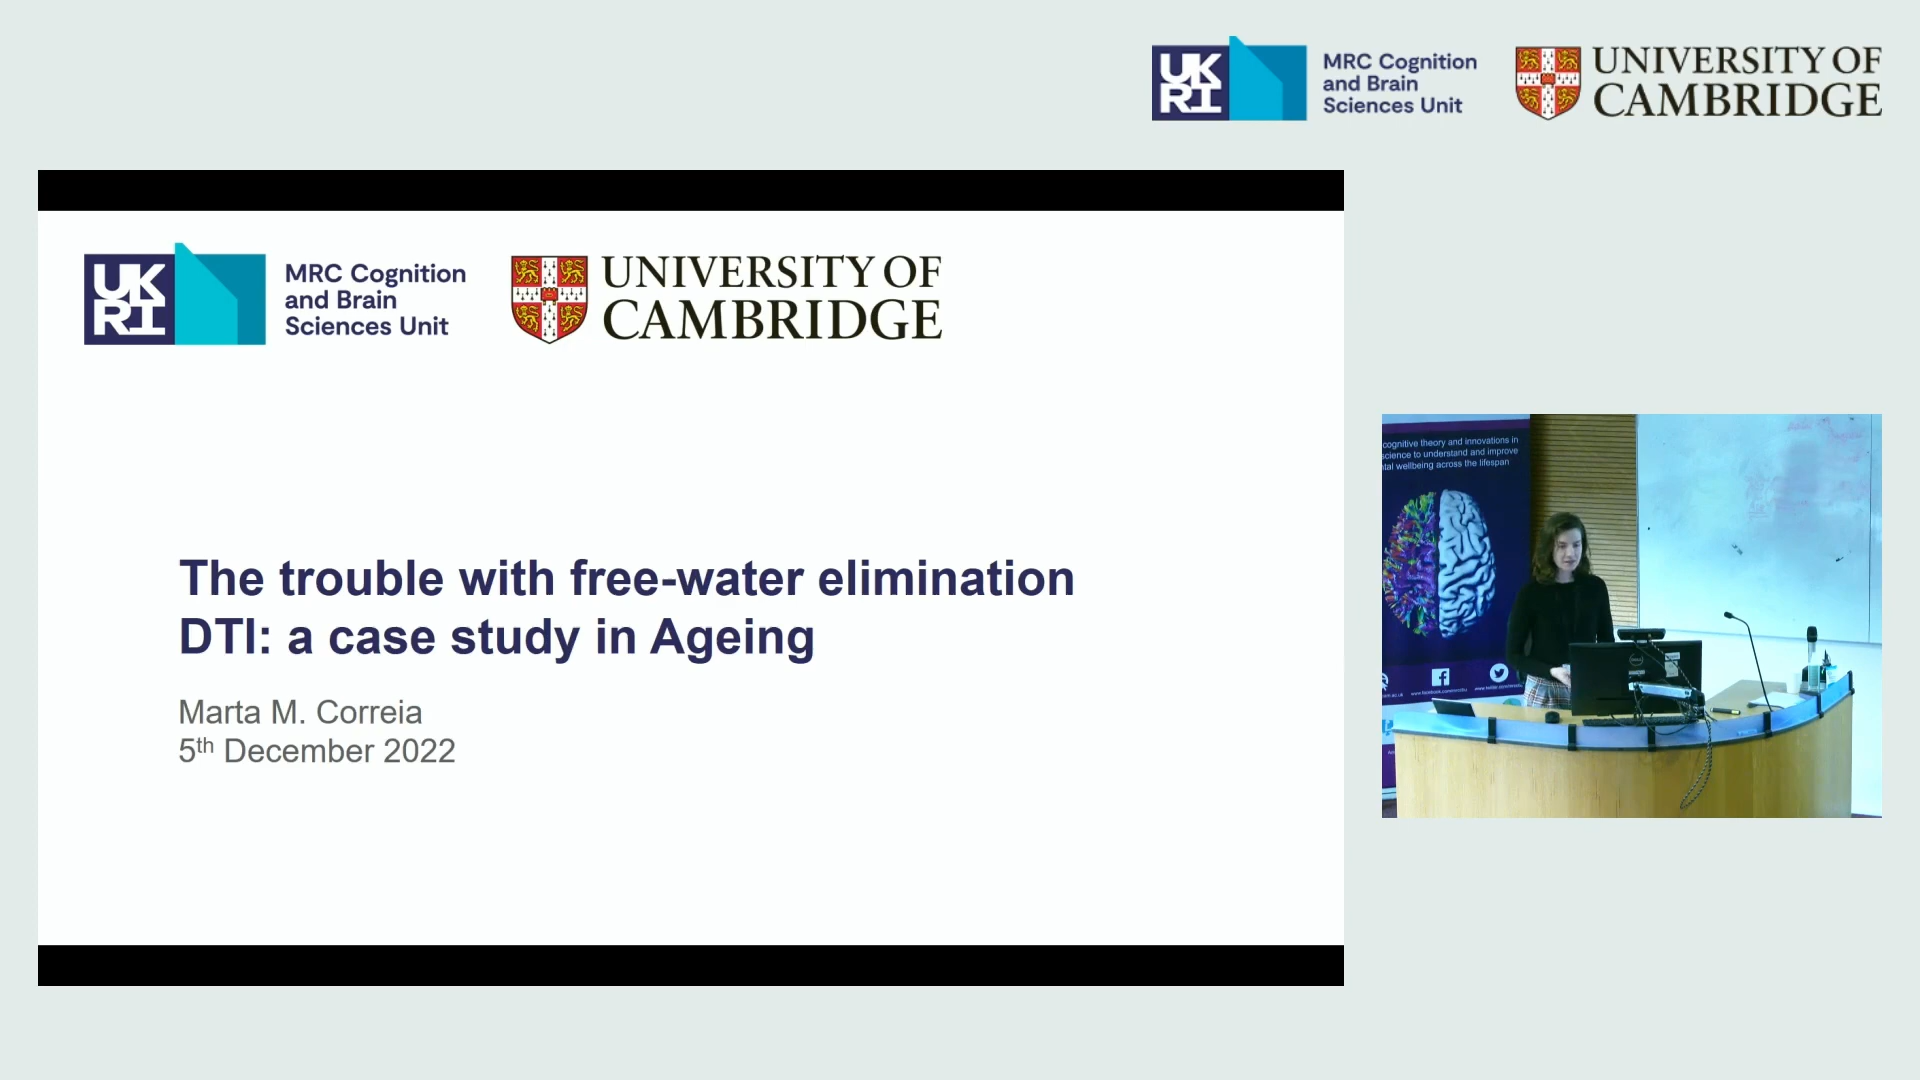 UK
RI
MRC Cognition
and Brain
Sciences Unit
UNIVERSITY OF
CAMBRIDGE
UK
RI
MRC Cognition
and Brain
Sciences Unit
UNIVERSITY OF
CAMBRIDGE
The trouble with free-water elimination
DTI: a case study in Ageing
Marta M. Correia
5th December 2022
cognitive theory and innovations in
science to understand and improve
tal wellbeing across the lifespan